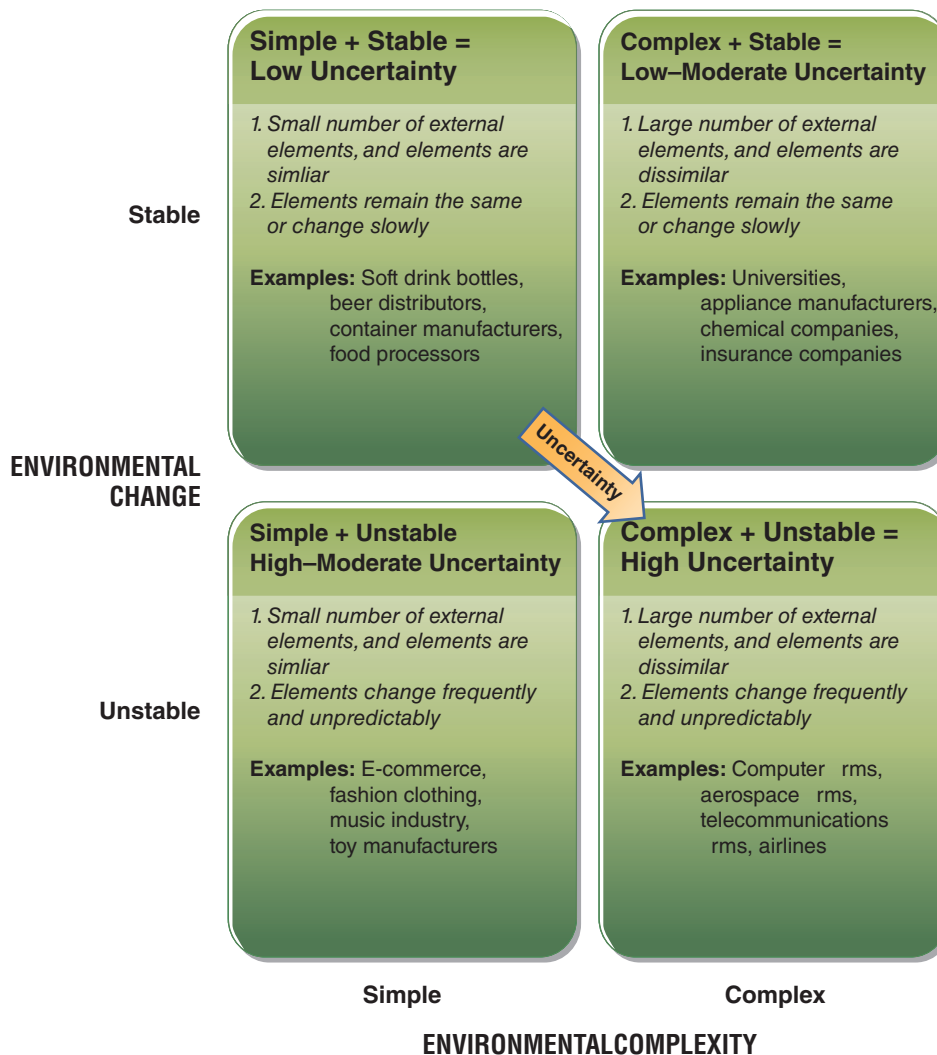 Simple + Stable =
Low Uncertainty
1. Small number of external
elements, and elements are
simliar
2. Elements remain the same
or change slowly
Examples: Soft drink bottles,
beer distributors,
container manufacturers,
food processors
Complex + Stable =
Low–Moderate Uncertainty
1. Large number of external
elements, and elements are
dissimilar
2. Elements remain the same
or change slowly
Examples: Universities,
appliance manufacturers,
chemical companies,
insurance companies
Stable
Uncertainty
ENVIRONMENTAL
CHANGE
Simple + Unstable
High–Moderate Uncertainty
1. Small number of external
elements, and elements are
simliar
2. Elements change frequently
and unpredictably
Examples: E-commerce,
fashion clothing,
music industry,
toy manufacturers
Complex + Unstable =
High Uncertainty
1. Large number of external
elements, and elements are
dissimilar
2. Elements change frequently
and unpredictably
Examples: Computer rms,
aerospace rms,
telecommunications
rms, airlines
Unstable
Simple
Complex
ENVIRONMENTALCOMPLEXITY